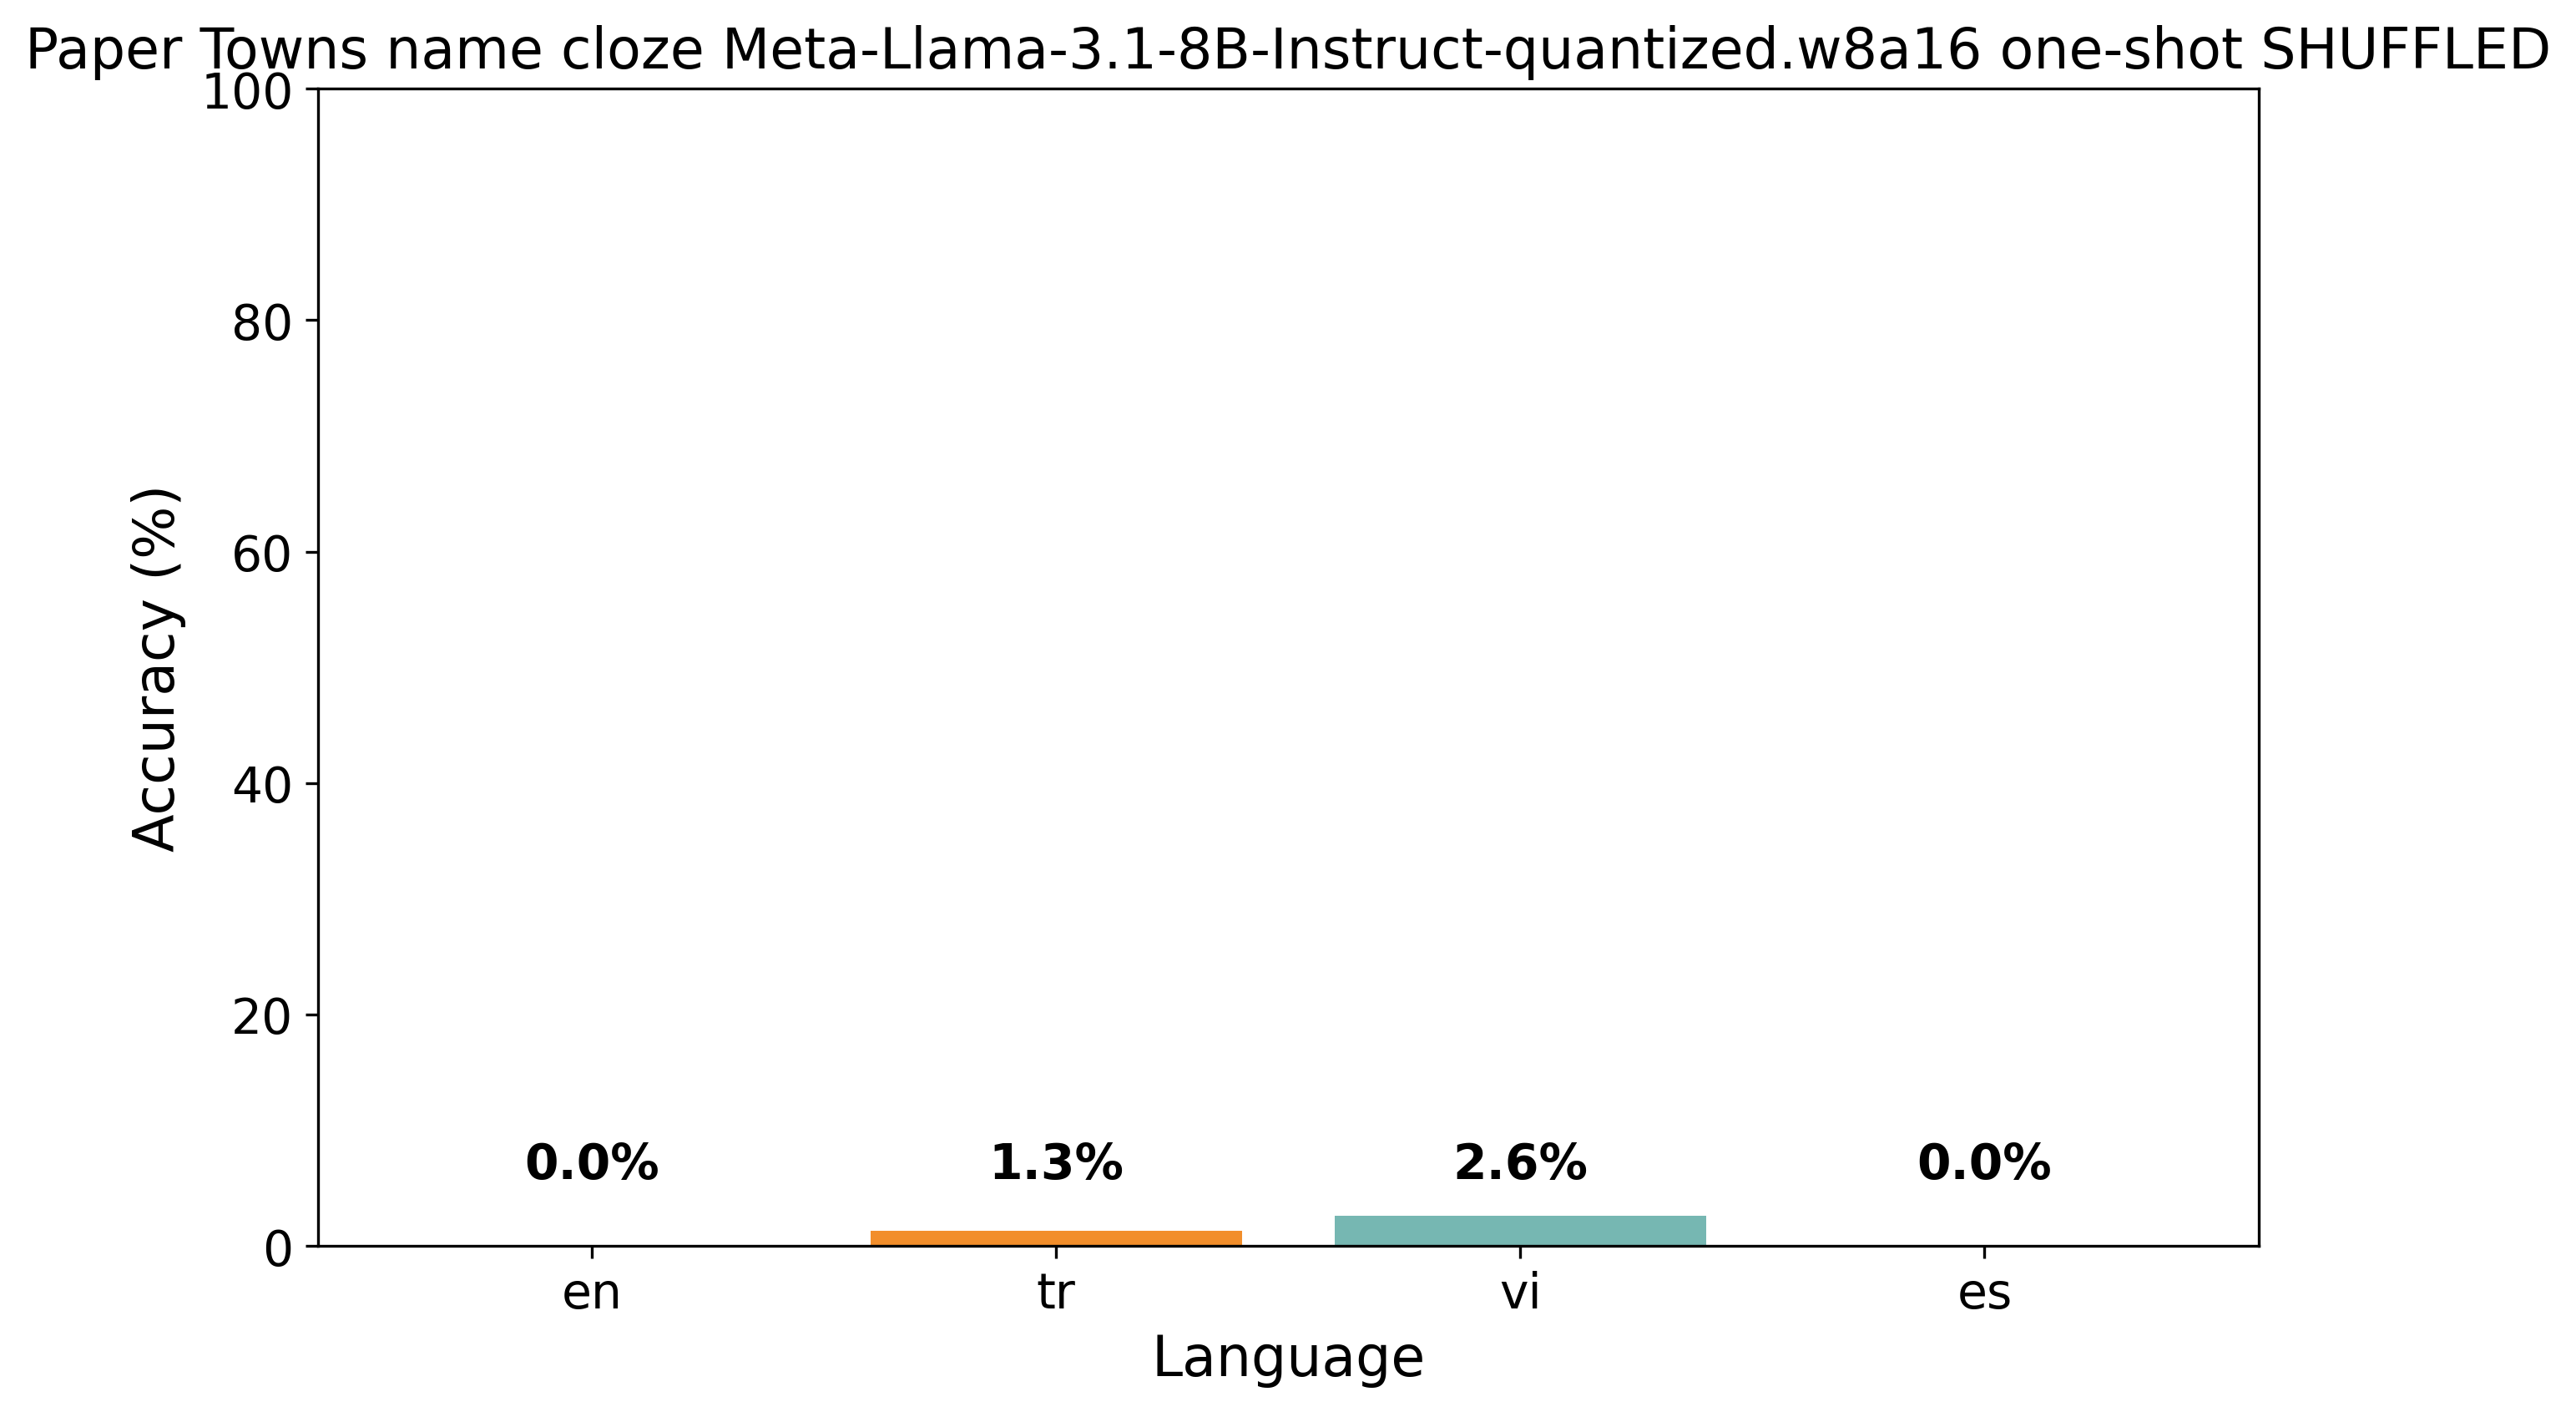 Paper Towns name cloze Meta-Llama-3.1-8B-Instruct-quantized.w8a16 one-shot SHUFFLED
Accuracy (%)
100
80
60
40
20
0
0.0%
1.3%
2.6%
0.0%
en
tr
vi
es
Language